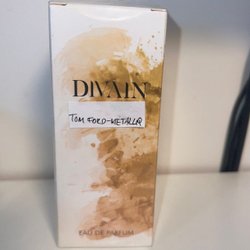 DIVAIN
TOM FORD-METALLIQ
EAU DE PARFUM